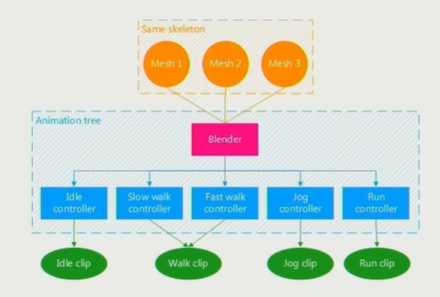 Same skeleton
Mesh 1
Mesh 2
Mesh 3
Animation tree
Blender
Idle
controller
Slow walk
controller
Fast walk
controller
Jog
controller
Run
controller
Idle clip
Walk clip
Jog clip
Run clip